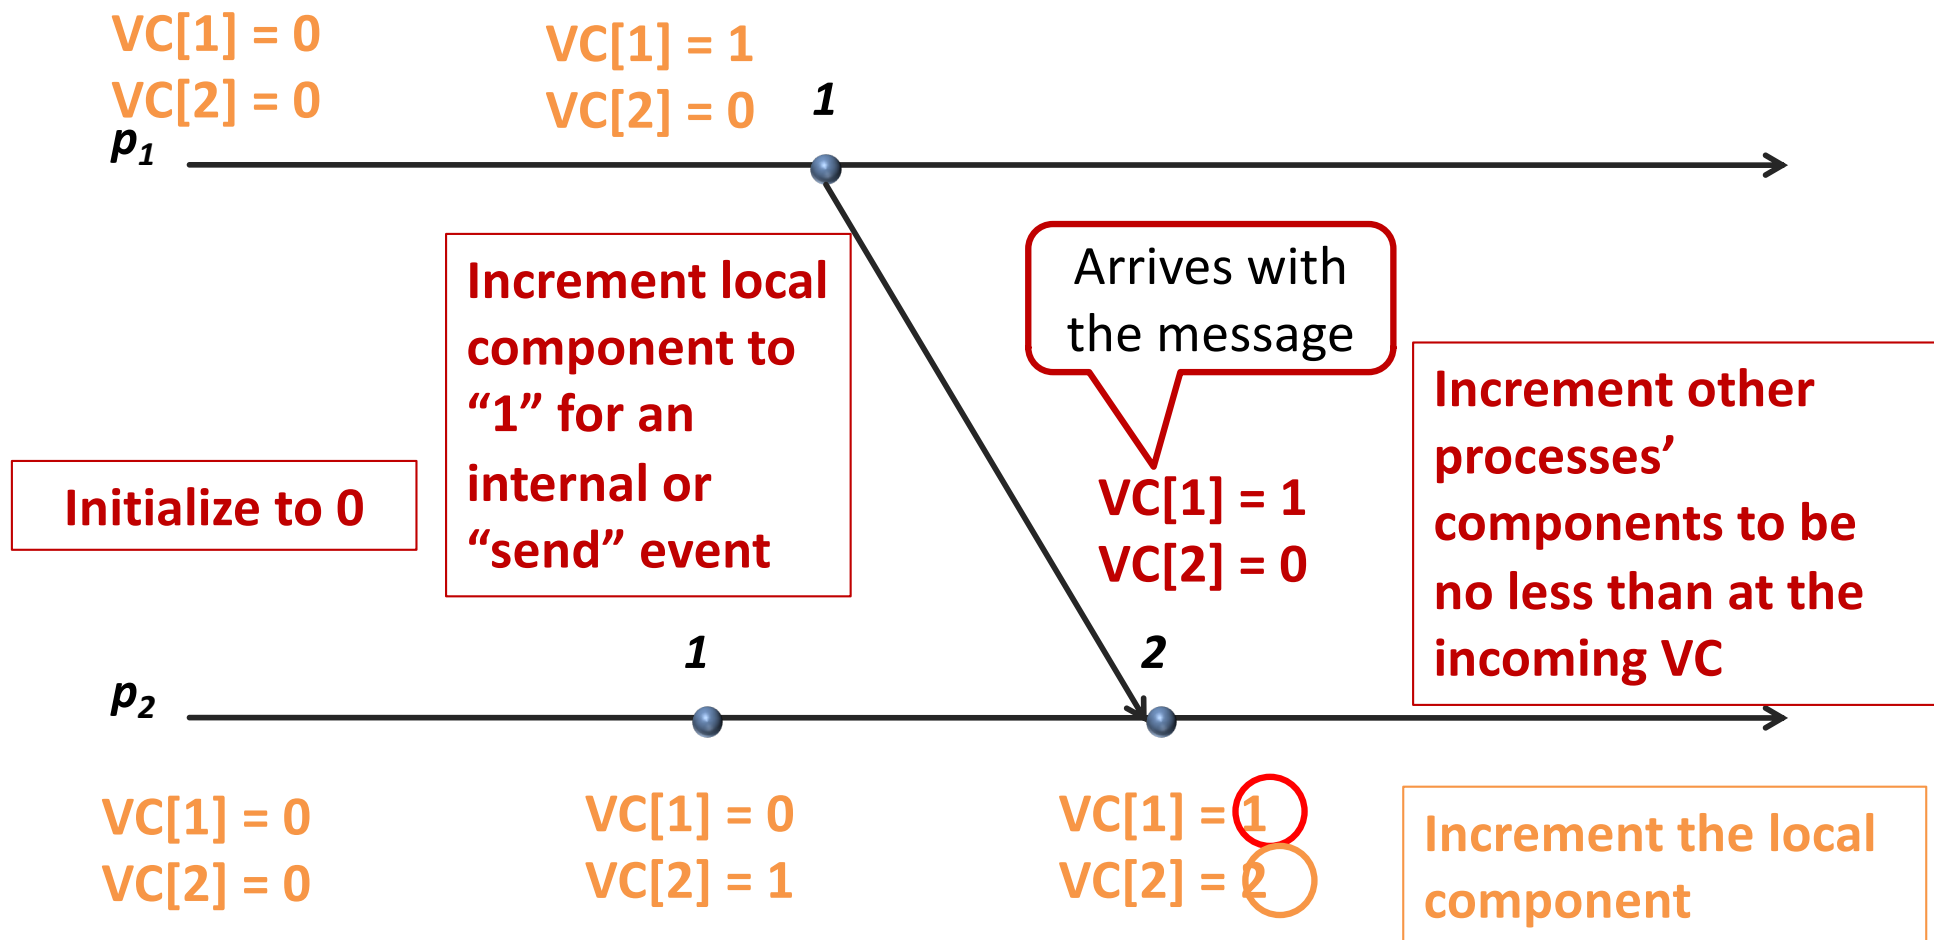 VC[1] = 0
VC[2] = 0
VC[1] = 1
VC[2] = 0
1
p1
Increment local
component to
“1” for an
internal or
“send” event
Arrives with
the message
Increment other
processes’
components to be
no less than at the
incoming VC
Initialize to 0
VC[1] = 1
VC[2] = 0
1
2
p2
VC[1] = 0
VC[2] = 0
VC[1] = 0
VC[2] = 1
VC[1] = 1
VC[2] = 2
Increment the local
component